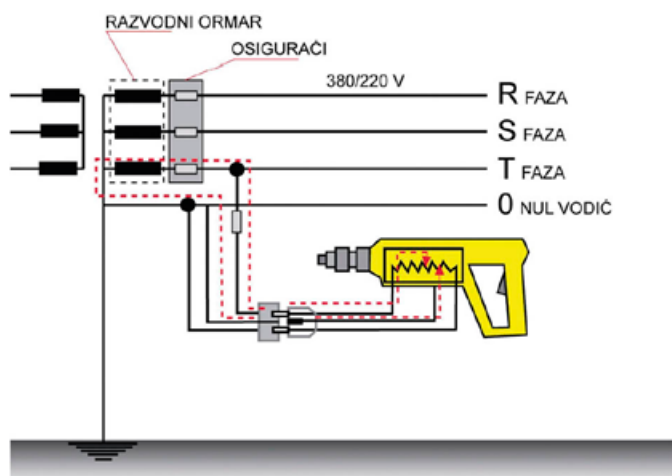 RAZVODNI ORMAR
OSIGURAČI
380/220 V
R FAZA
S FAZA
T FAZA
0 NUL VODIČ